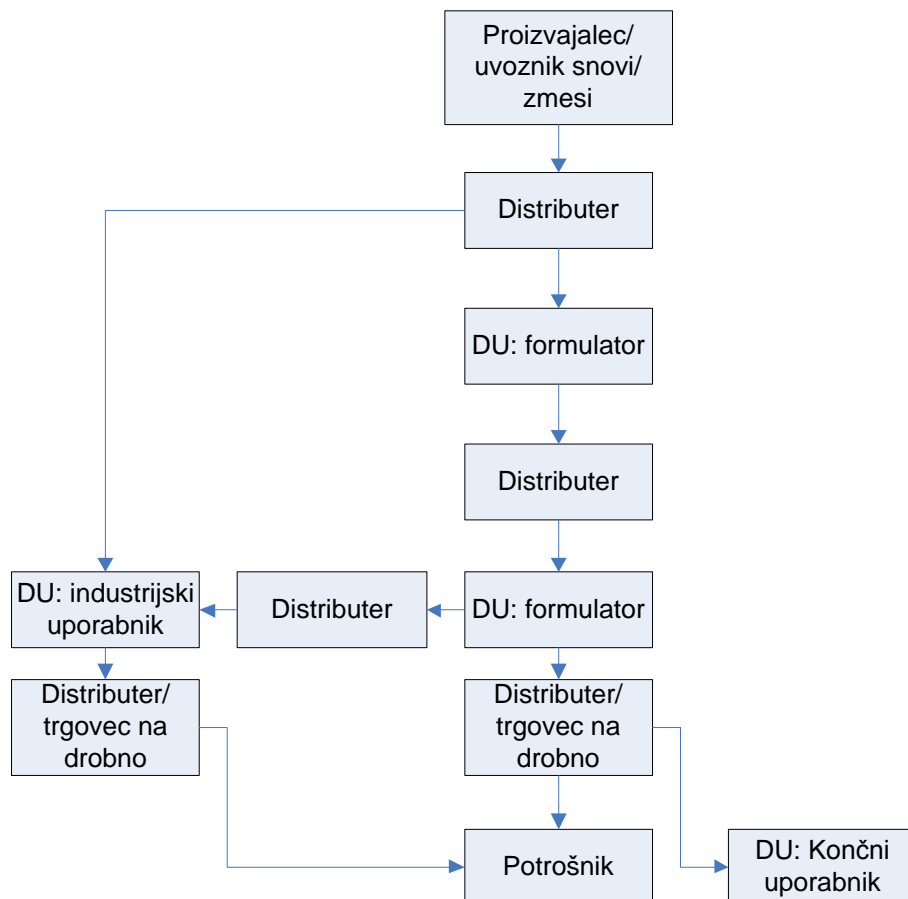 Proizvajalec/
uvoznik snovi/
zmesi
Distributer
DU: formulator
Distributer
DU: industrijski
uporabnik
Distributer
DU: formulator
Distributer/
trgovec na
drobno
Distributer/
trgovec na
drobno
Potrošnik
DU: Končni
uporabnik